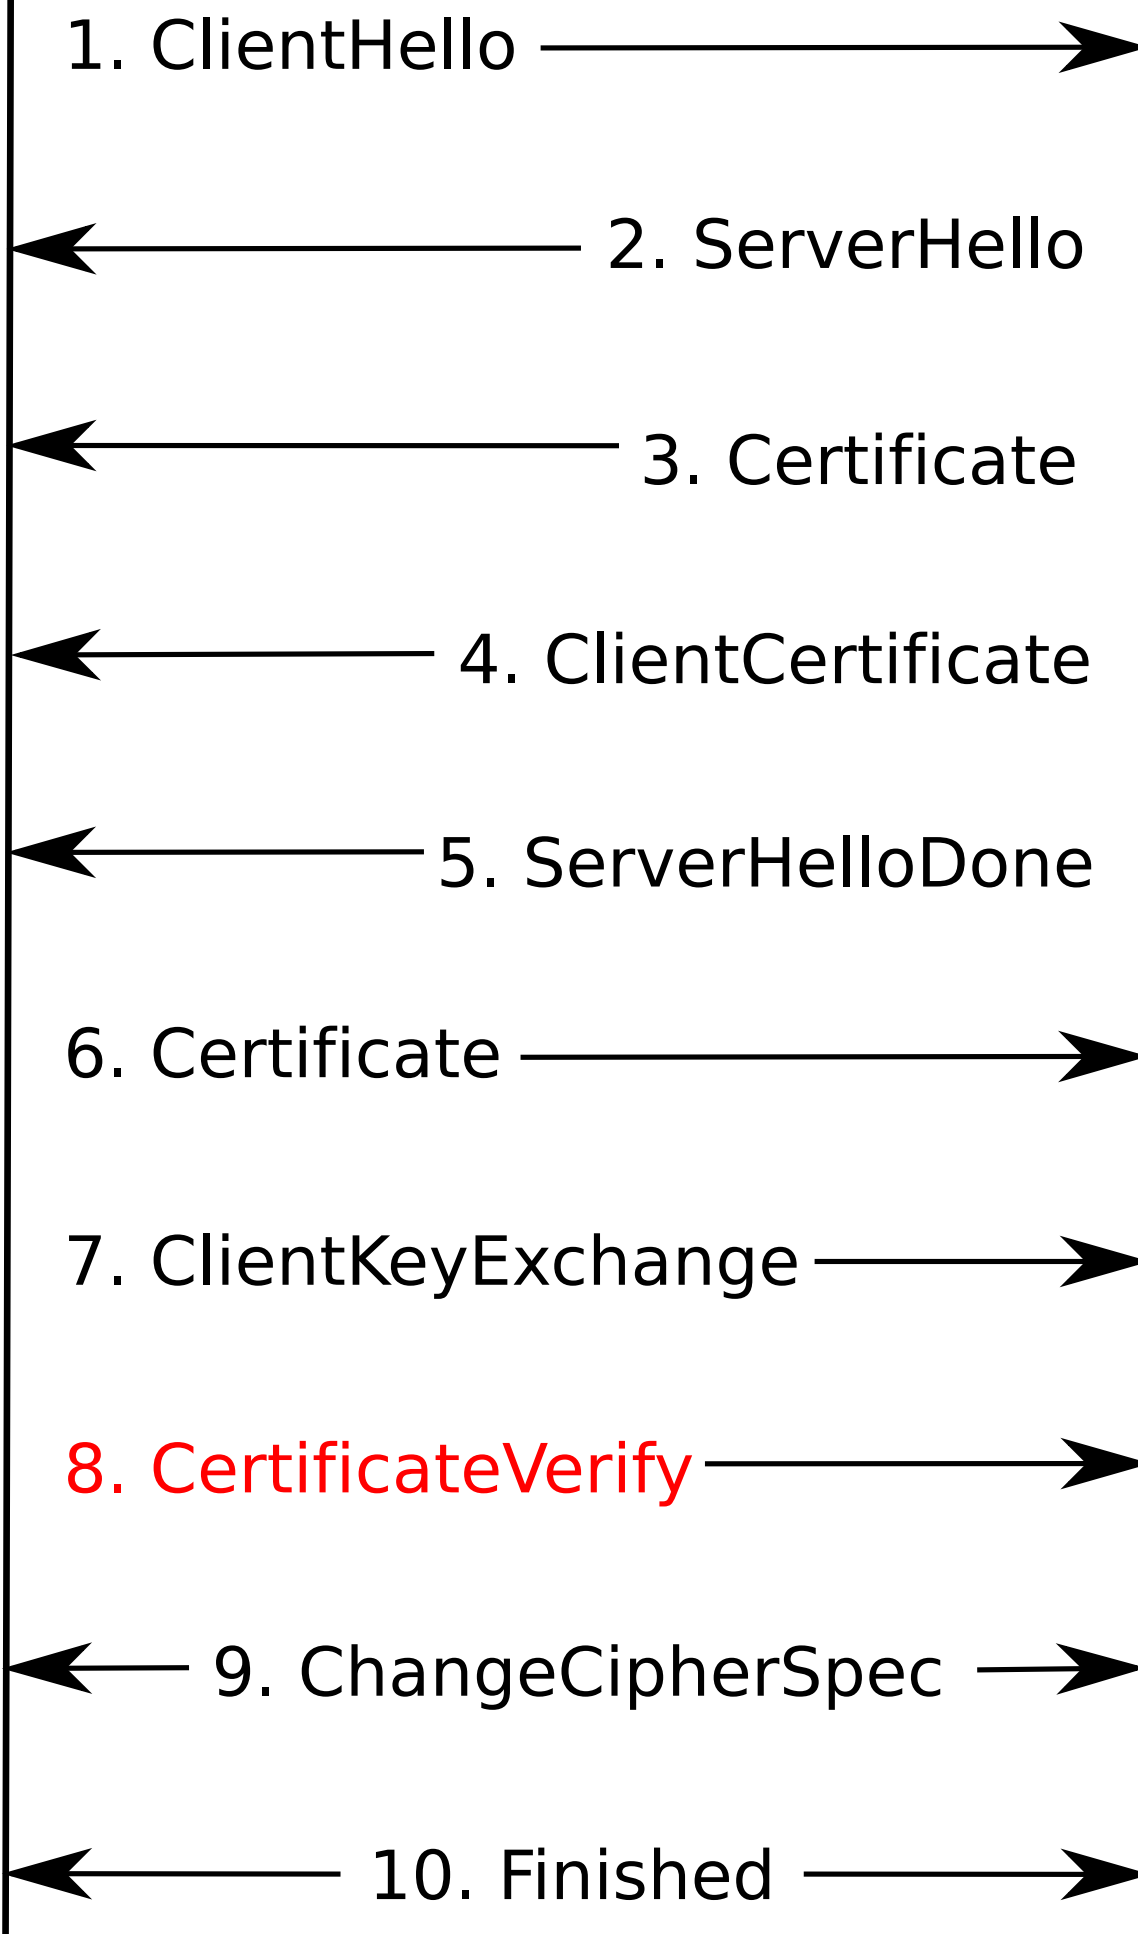 1. ClientHello
2. ServerHello
3. Certificate
4. ClientCertificate
5. ServerHelloDone
6. Certificate
7. ClientKeyExchange
8. CertificateVerify
9. ChangeCipherSpec
10. Finished